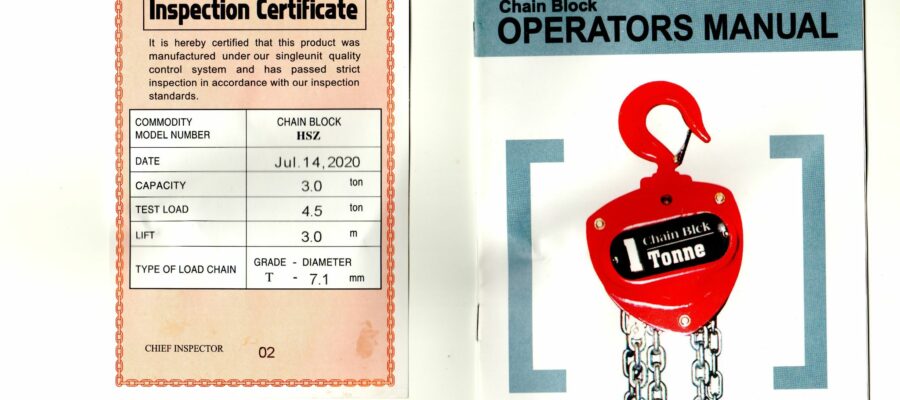 Inspection Certificate
It is hereby certified that this product was
manufactured under our singleunit quality
control system and has passed strict
inspection in accordance with our inspection
standards.
COMMODITY CHAIN BLOCK
MODEL NUMBER HSZ
DATE Jul.14,2020
CAPACITY 3.0 ton
TEST LOAD 4.5 ton
LIFT 3.0 m
TYPE OF LOAD CHAIN GRADE - DIAMETER
T - 7.1 mm
CHIEF INSPECTOR 02
Chain Block
OPERATORS MANUAL
1 Chain Blck
Tonne